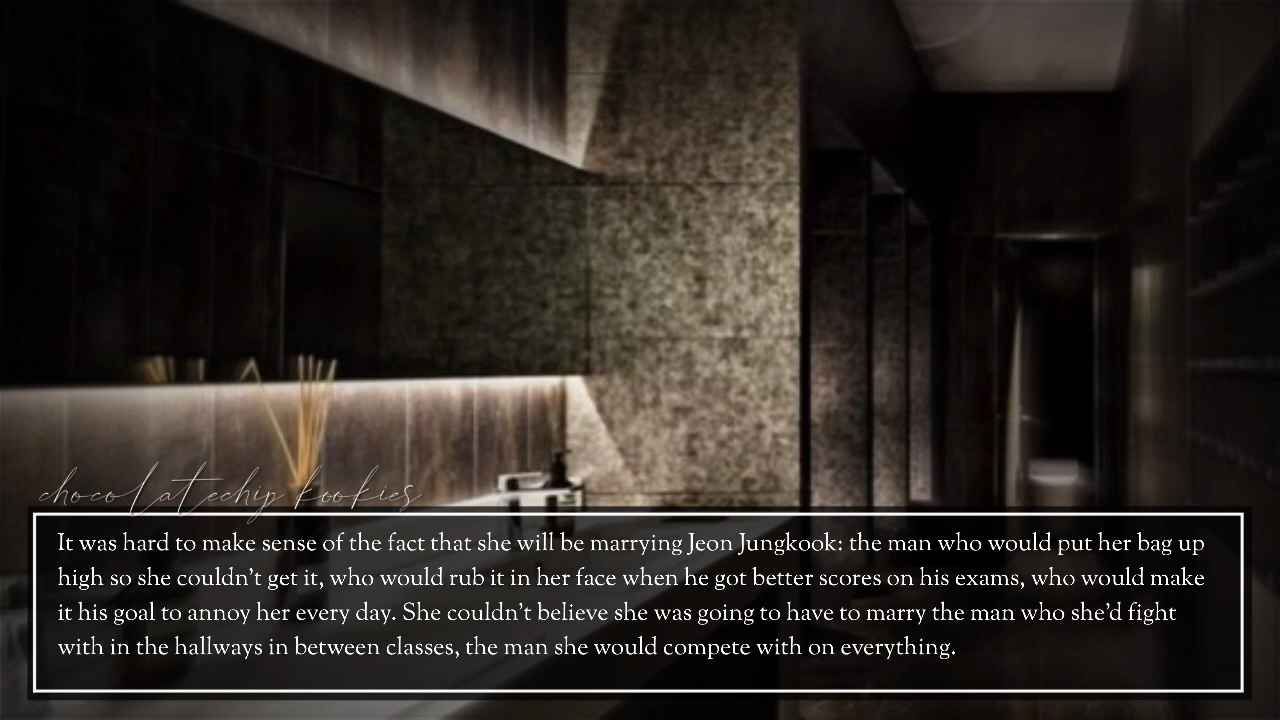 chocolatechip kookies
It was hard to make sense of the fact that she will be marrying Jeon Jungkook: the man who would put her bag up
high so she couldn't get it, who would rub it in her face when he got better scores on his exams, who would make
it his goal to annoy her every day. She couldn't believe she was going to have to marry the man who she'd fight
with in the hallways in between classes, the man she would compete with on everything.